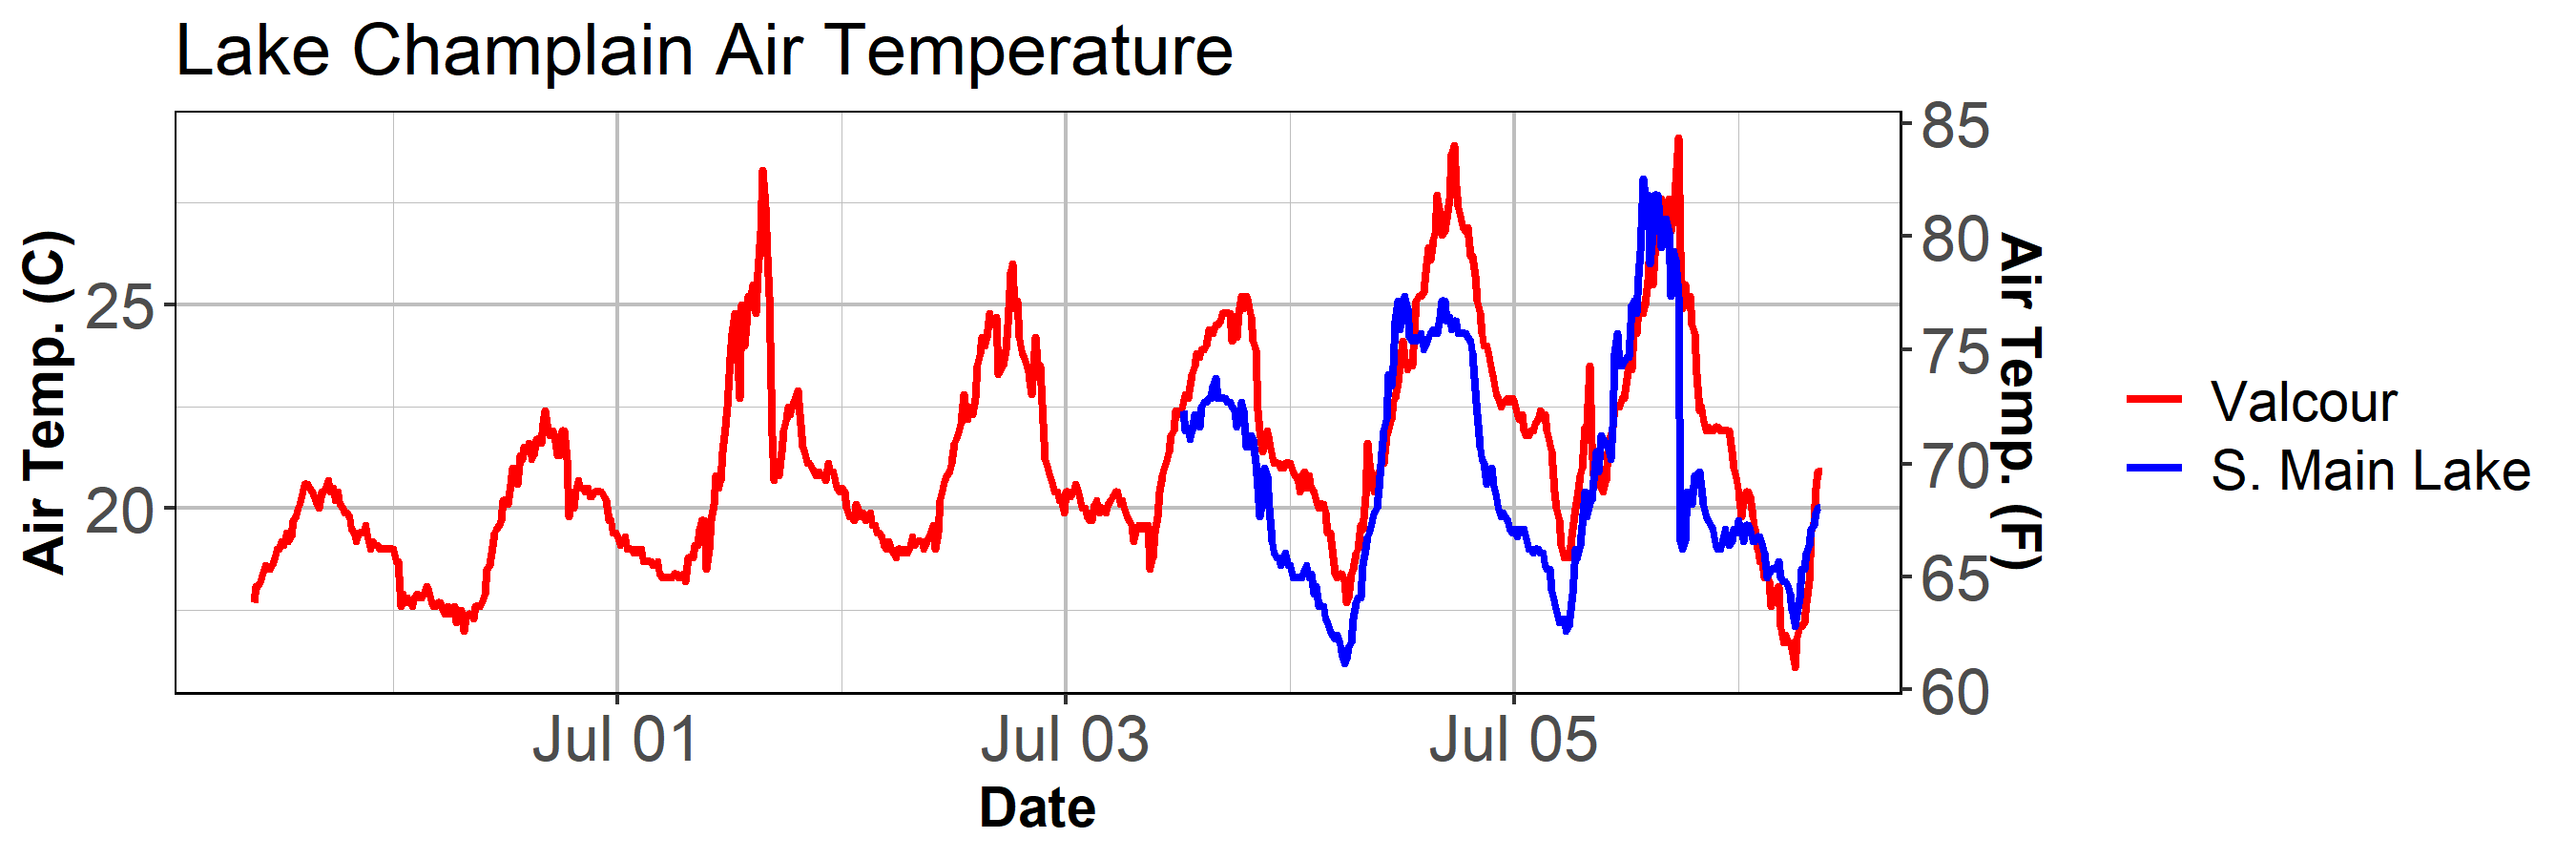 Lake Champlain Air Temperature
Air Temp. (C)
25
20
85
80
75
70
65
60
Air Temp. (F)
Jul 01
Jul 03
Jul 05
Date
Valcour
S. Main Lake